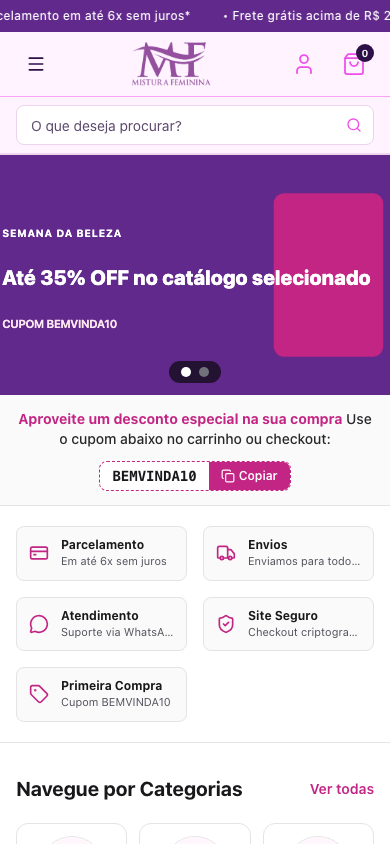 celamento em até 6x sem juros* • Frete grátis acima de R$ 2
MF
MISTURA FEMININA
0
O que deseja procurar?
SEMANA DA BELEZA
Até 35% OFF no catálogo selecionado
CUPOM BEMVINDA10
Aproveite um desconto especial na sua compra Use
o cupom abaixo no carrinho ou checkout:
BEMVINDA10 Copiar
Parcelamento
Em até 6x sem juros
Envios
Enviamos para todo...
Atendimento
Suporte via WhatsA...
Site Seguro
Checkout criptogra...
Primeira Compra
Cupom BEMVINDA10
Navegue por Categorias Ver todas